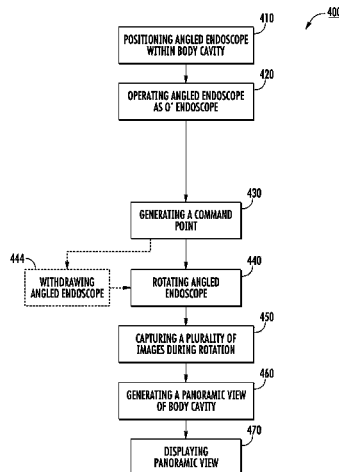 400
410
POSITIONING ANGLED ENDOSCOPE
WITHIN BODY CAVITY
420
OPERATING ANGLED ENDOSCOPE
AS 0° ENDOSCOPE
430
GENERATING A COMMAND
POINT
444
WITHDRAWING
ANGLED ENDOSCOPE
440
ROTATING ANGLED
ENDOSCOPE
450
CAPTURING A PLURALITY OF
IMAGES DURING ROTATION
460
GENERATING A PANORAMIC VIEW
OF BODY CAVITY
470
DISPLAYING
PANORAMIC VIEW